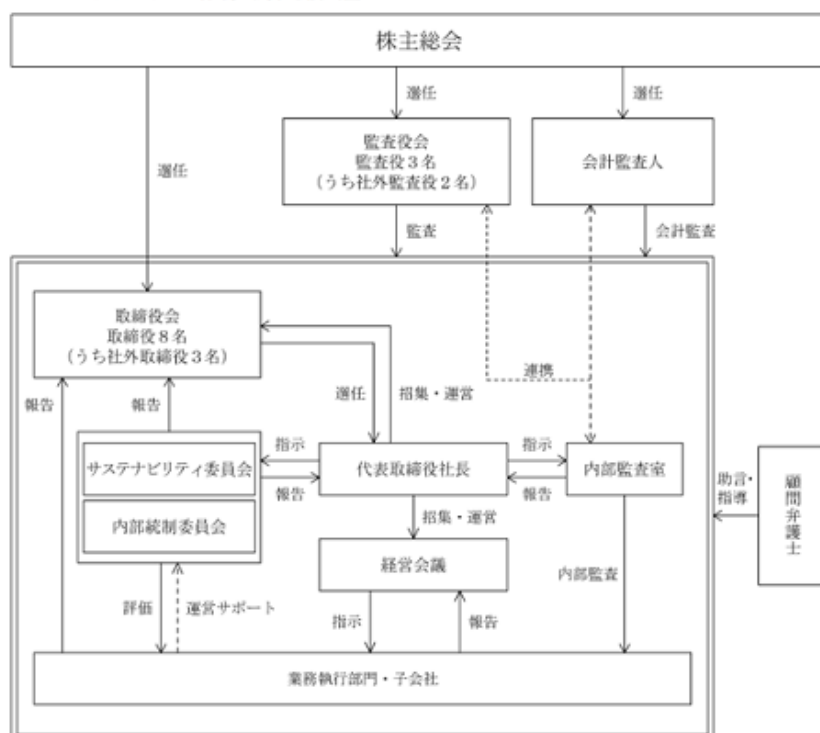 株主総会
選任
選任
選任
監査役会
監査役3名
(うち社外監査役2名)
会計監査人
監査
会計監査
取締役会
取締役8名
(うち社外取締役3名)
連携
報告
報告
選任
招集・運営
指示
指示
サステナビリティ委員会
代表取締役社長
内部監査室
報告
報告
助言・
指導
顧問弁護士
内部統制委員会
招集・運営
経営会議
内部監査
評価
運営サポート
指示
報告
業務執行部門・子会社